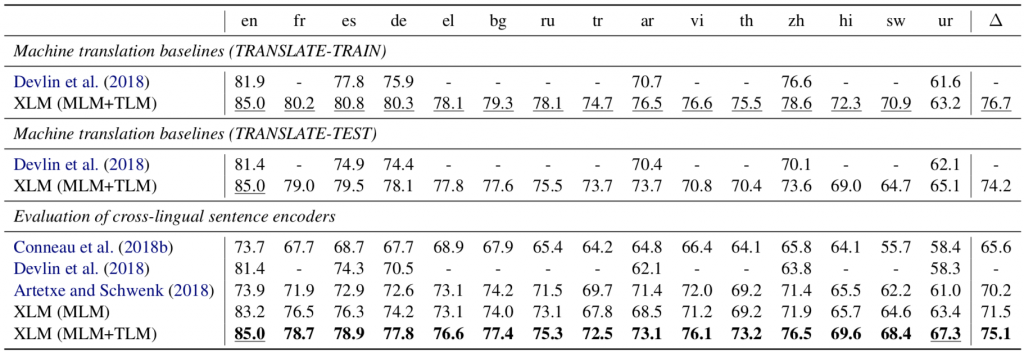 en fr es de el bg ru tr ar vi th zh hi sw ur Δ
Machine translation baselines (TRANSLATE-TRAIN)
Devlin et al. (2018) 81.9 - 77.8 75.9 - - - - 70.7 - - 76.6 - - 61.6 -
XLM (MLM+TLM) 85.0 80.2 80.8 80.3 78.1 79.3 78.1 74.7 76.5 76.6 75.5 78.6 72.3 70.9 63.2 76.7
Machine translation baselines (TRANSLATE-TEST)
Devlin et al. (2018) 81.4 - 74.9 74.4 - - - - 70.4 - - 70.1 - - 62.1 -
XLM (MLM+TLM) 85.0 79.0 79.5 78.1 77.8 77.6 75.5 73.7 73.7 70.8 70.4 73.6 69.0 64.7 65.1 74.2
Evaluation of cross-lingual sentence encoders
Conneau et al. (2018b) 73.7 67.7 68.7 67.7 68.9 67.9 65.4 64.2 64.8 66.4 64.1 65.8 64.1 55.7 58.4 65.6
Devlin et al. (2018) 81.4 - 74.3 70.5 - - - - 62.1 - - 63.8 - - 58.3 -
Artetxe and Schwenk (2018) 73.9 71.9 72.9 72.6 73.1 74.2 71.5 69.7 71.4 72.0 69.2 71.4 65.5 62.2 61.0 70.2
XLM (MLM) 83.2 76.5 76.3 74.2 73.1 74.0 73.1 67.8 68.5 71.2 69.2 71.9 65.7 64.6 63.4 71.5
XLM (MLM+TLM) 85.0 78.7 78.9 77.8 76.6 77.4 75.3 72.5 73.1 76.1 73.2 76.5 69.6 68.4 67.3 75.1